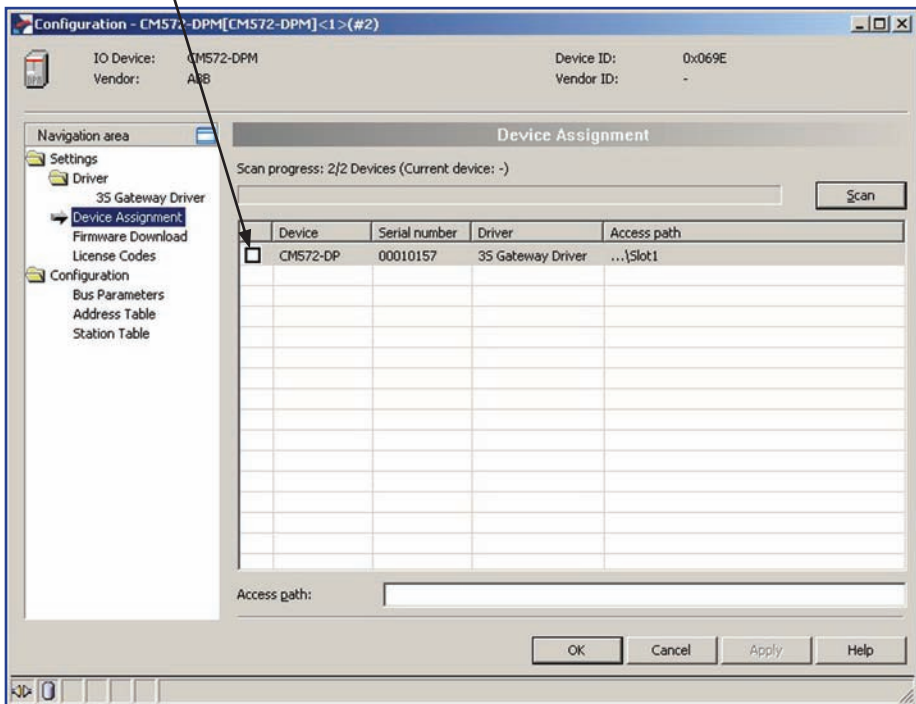 Configuration - CM572-DPM[CM572-DPM]<1>(#2)
IO Device: CM572-DPM Device ID: 0x069E
Vendor: ABB Vendor ID: -
DPM
Navigation area
Device Assignment
Settings
Driver
3S Gateway Driver
Device Assignment
Firmware Download
License Codes
Configuration
Bus Parameters
Address Table
Station Table
Scan progress: 2/2 Devices (Current device: -)
Scan
Device Serial number Driver Access path
CM572-DP 00010157 3S Gateway Driver ...\Slot1
Access path:
OK Cancel Apply Help